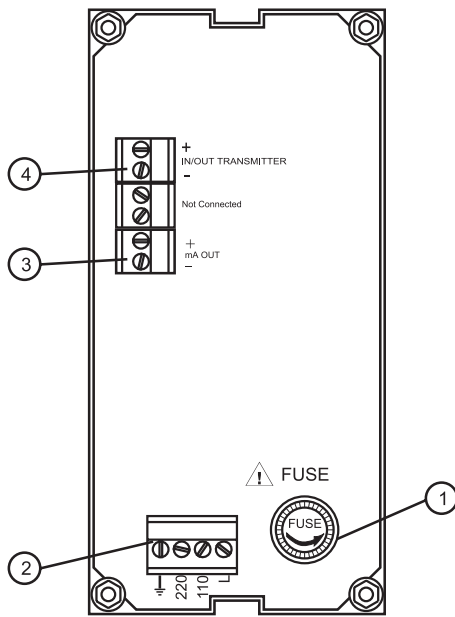 +
IN/OUT TRANSMITTER
-
4
Not Connected
+
mA OUT
-
3
⚠ FUSE
FUSE
1
2
220
110
L